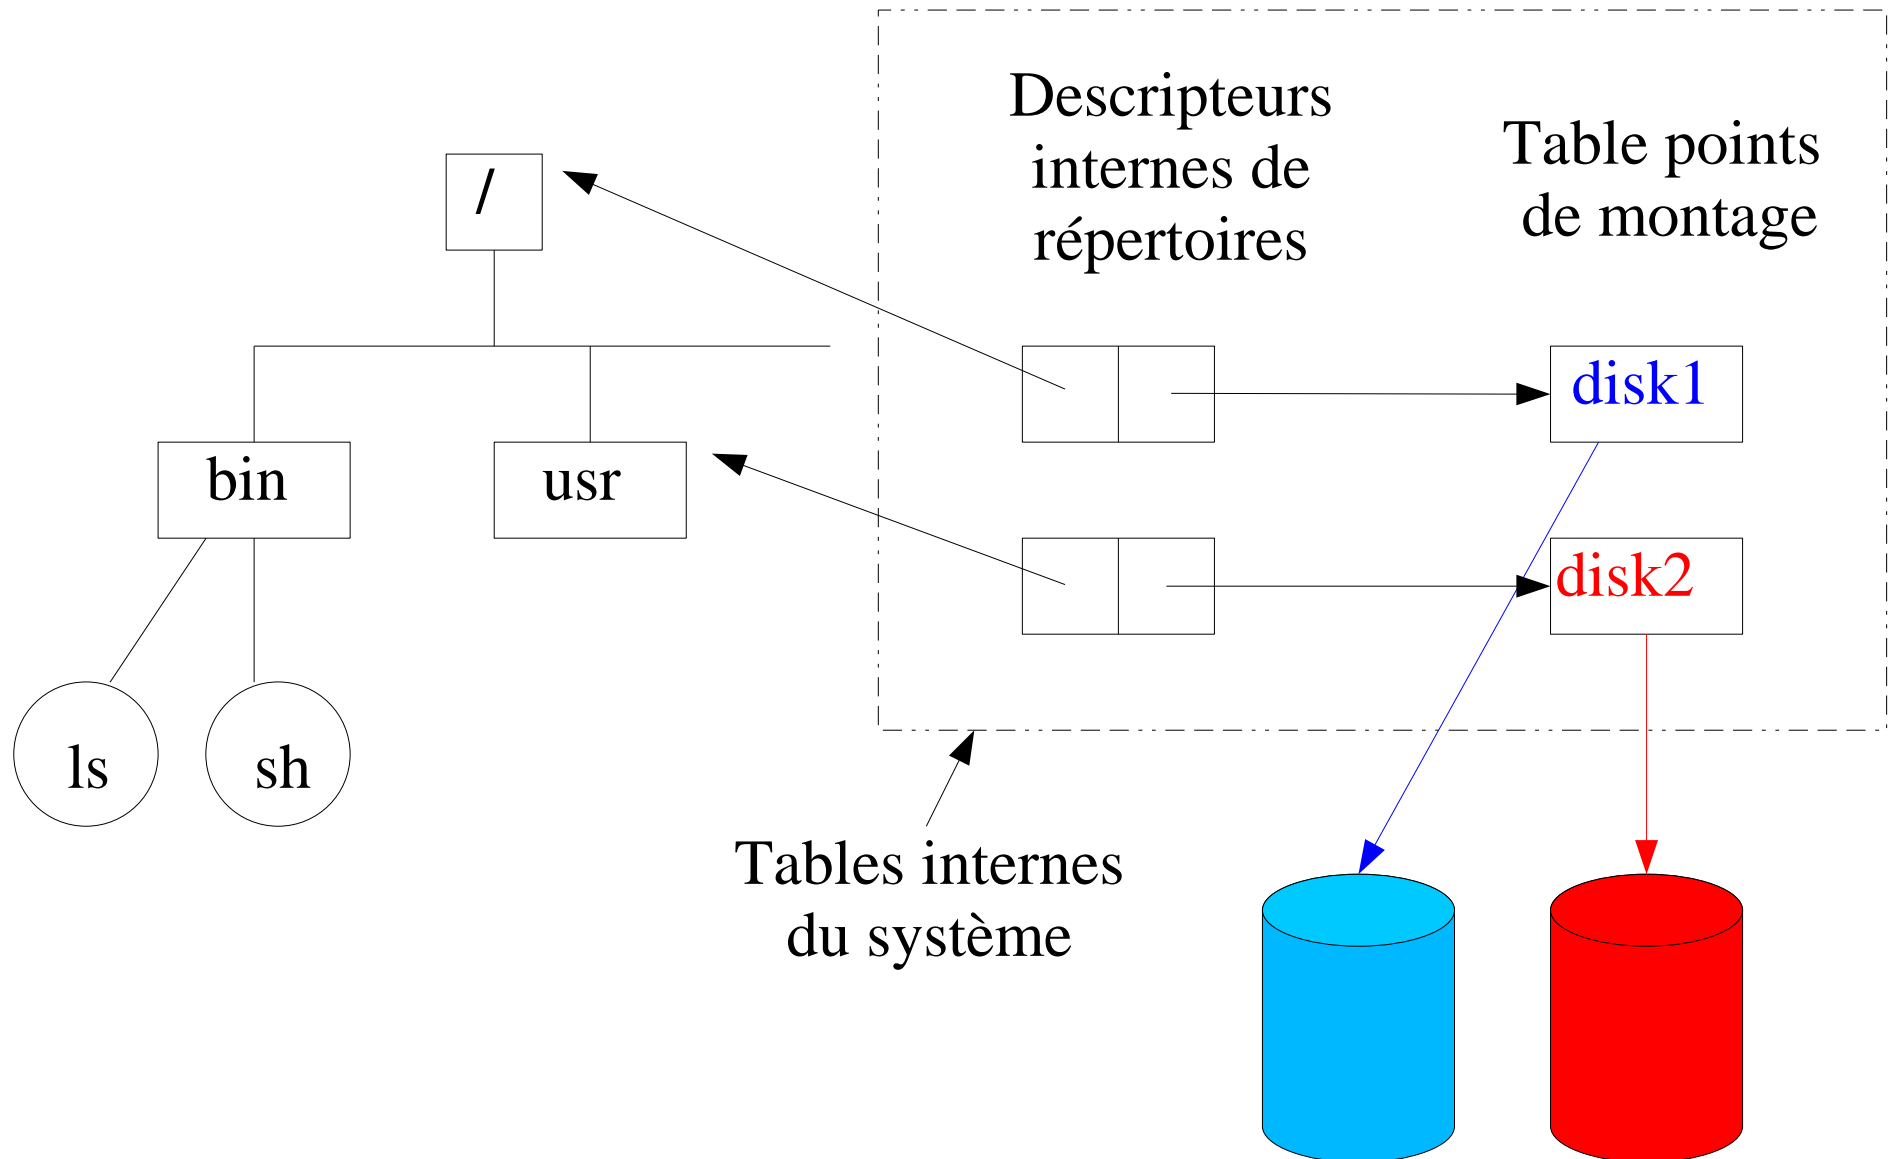 Descripteurs
internes de
répertoires
Table points
de montage
/
disk1
bin
usr
disk2
ls
sh
Tables internes
du système